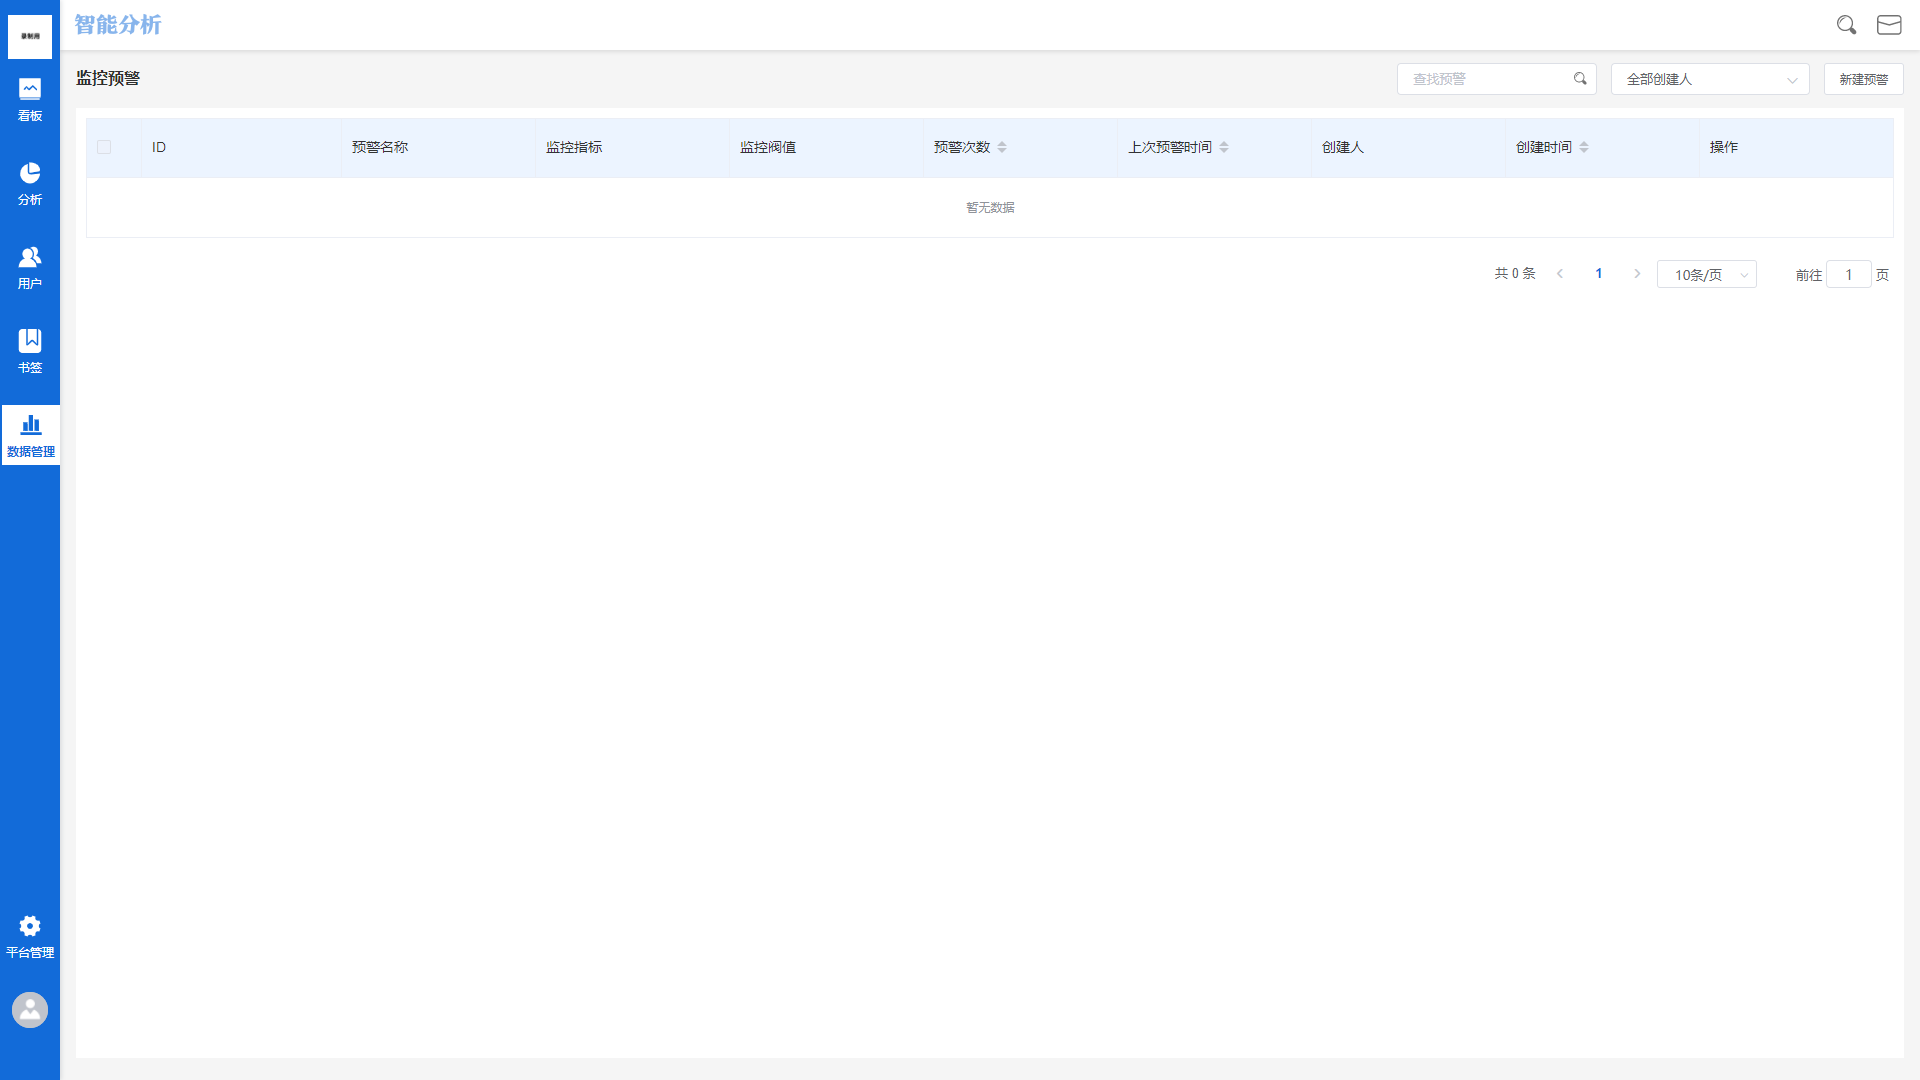 录制用
智能分析
看板
分析
用户
书签
数据管理
平台管理
监控预警
查找预警
全部创建人
新建预警
ID 预警名称 监控指标 监控阀值 预警次数 上次预警时间 创建人 创建时间 操作
暂无数据
共 0 条 1 10条/页 前往 1 页